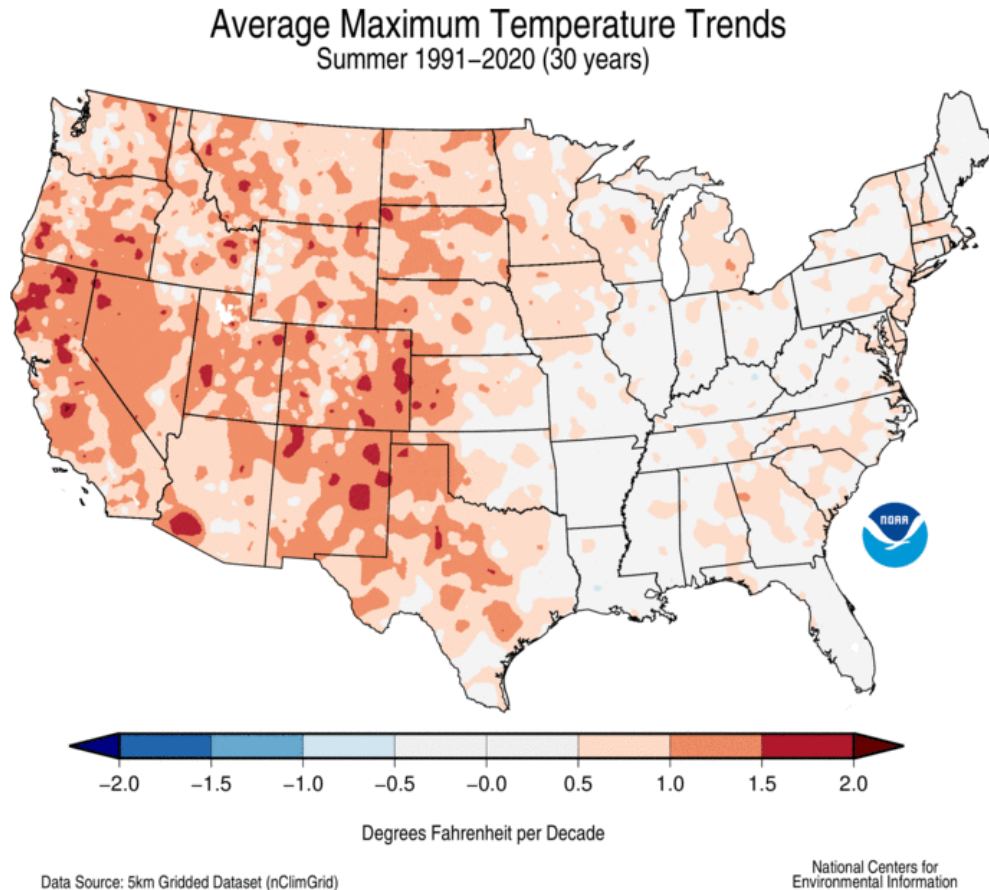 Average Maximum Temperature Trends
Summer 1991–2020 (30 years)
NOAA
−2.0 −1.5 −1.0 −0.5 −0.0 0.5 1.0 1.5 2.0
Degrees Fahrenheit per Decade
Data Source: 5km Gridded Dataset (nClimGrid)
National Centers for
Environmental Information